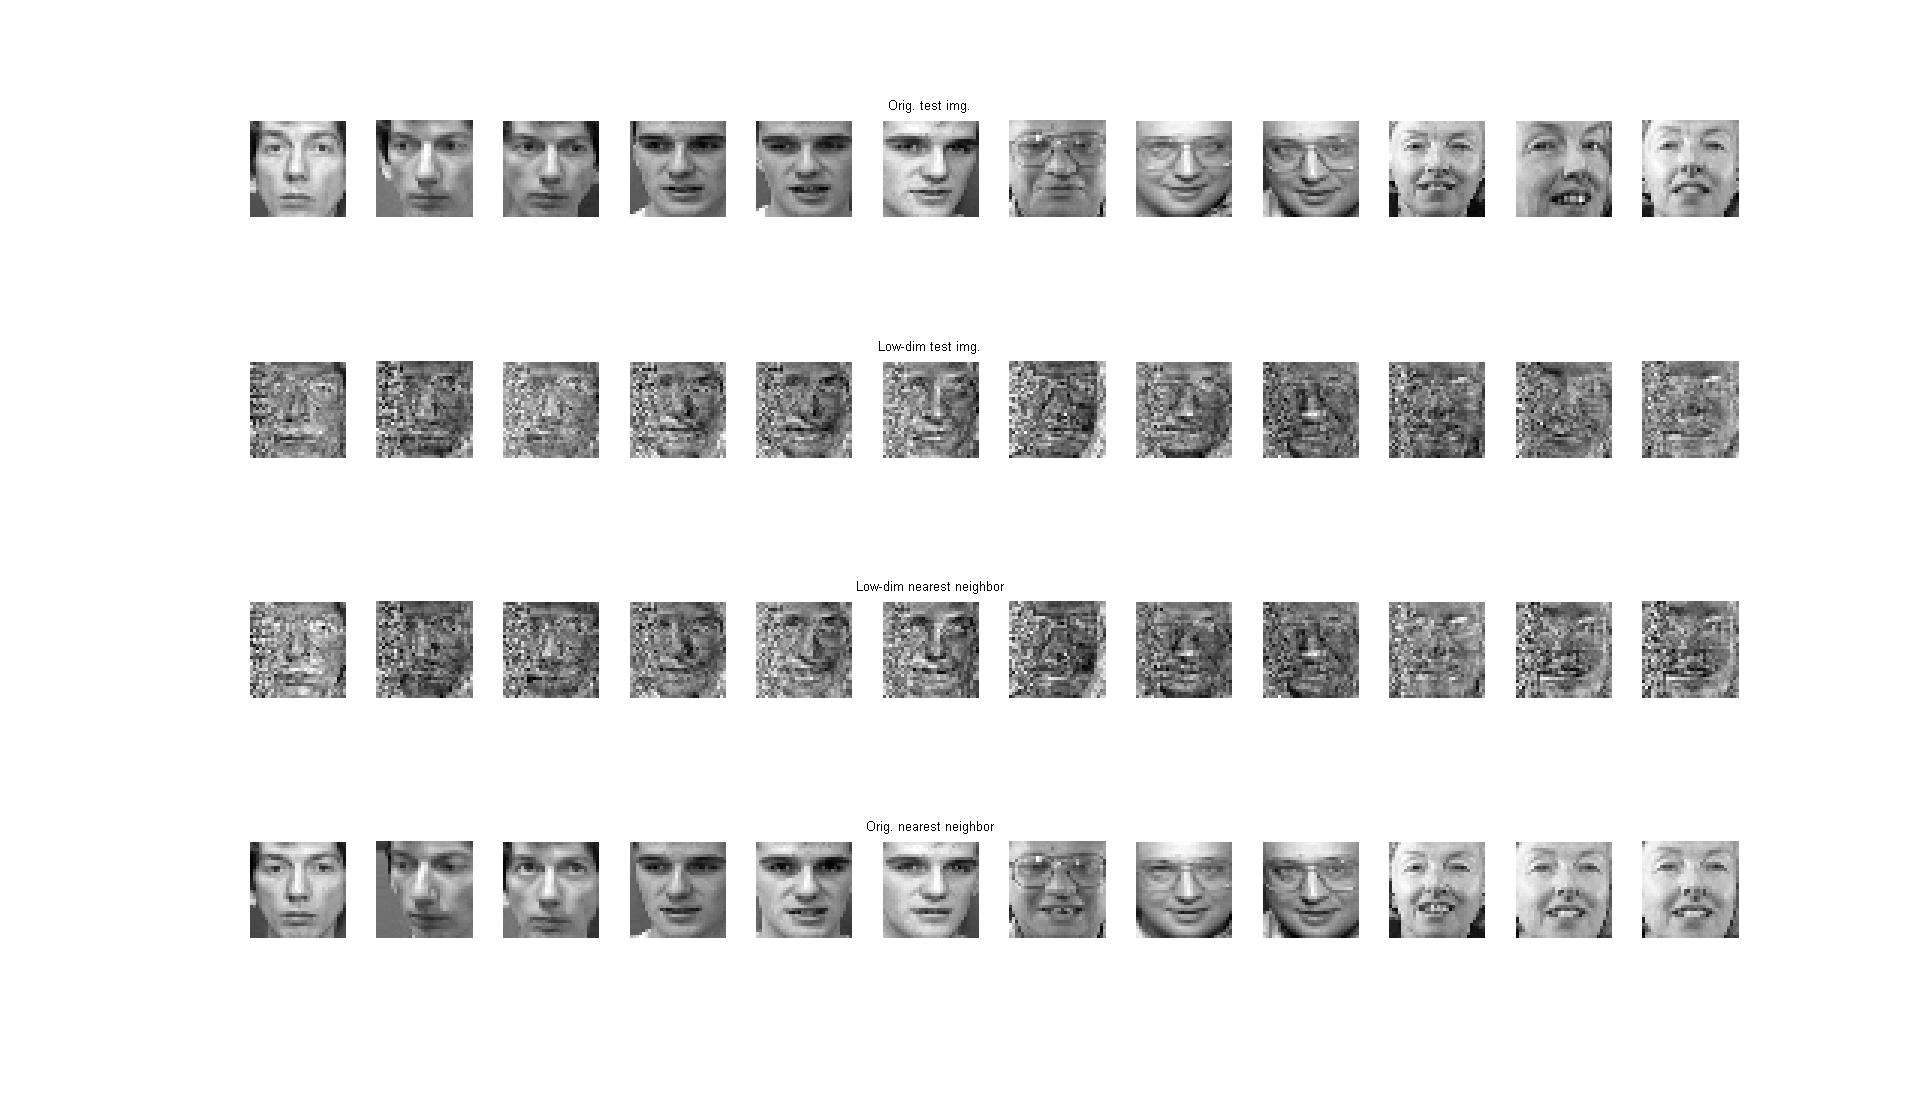 Orig. test img.
Low-dim test img.
Low-dim nearest neighbor
Orig. nearest neighbor